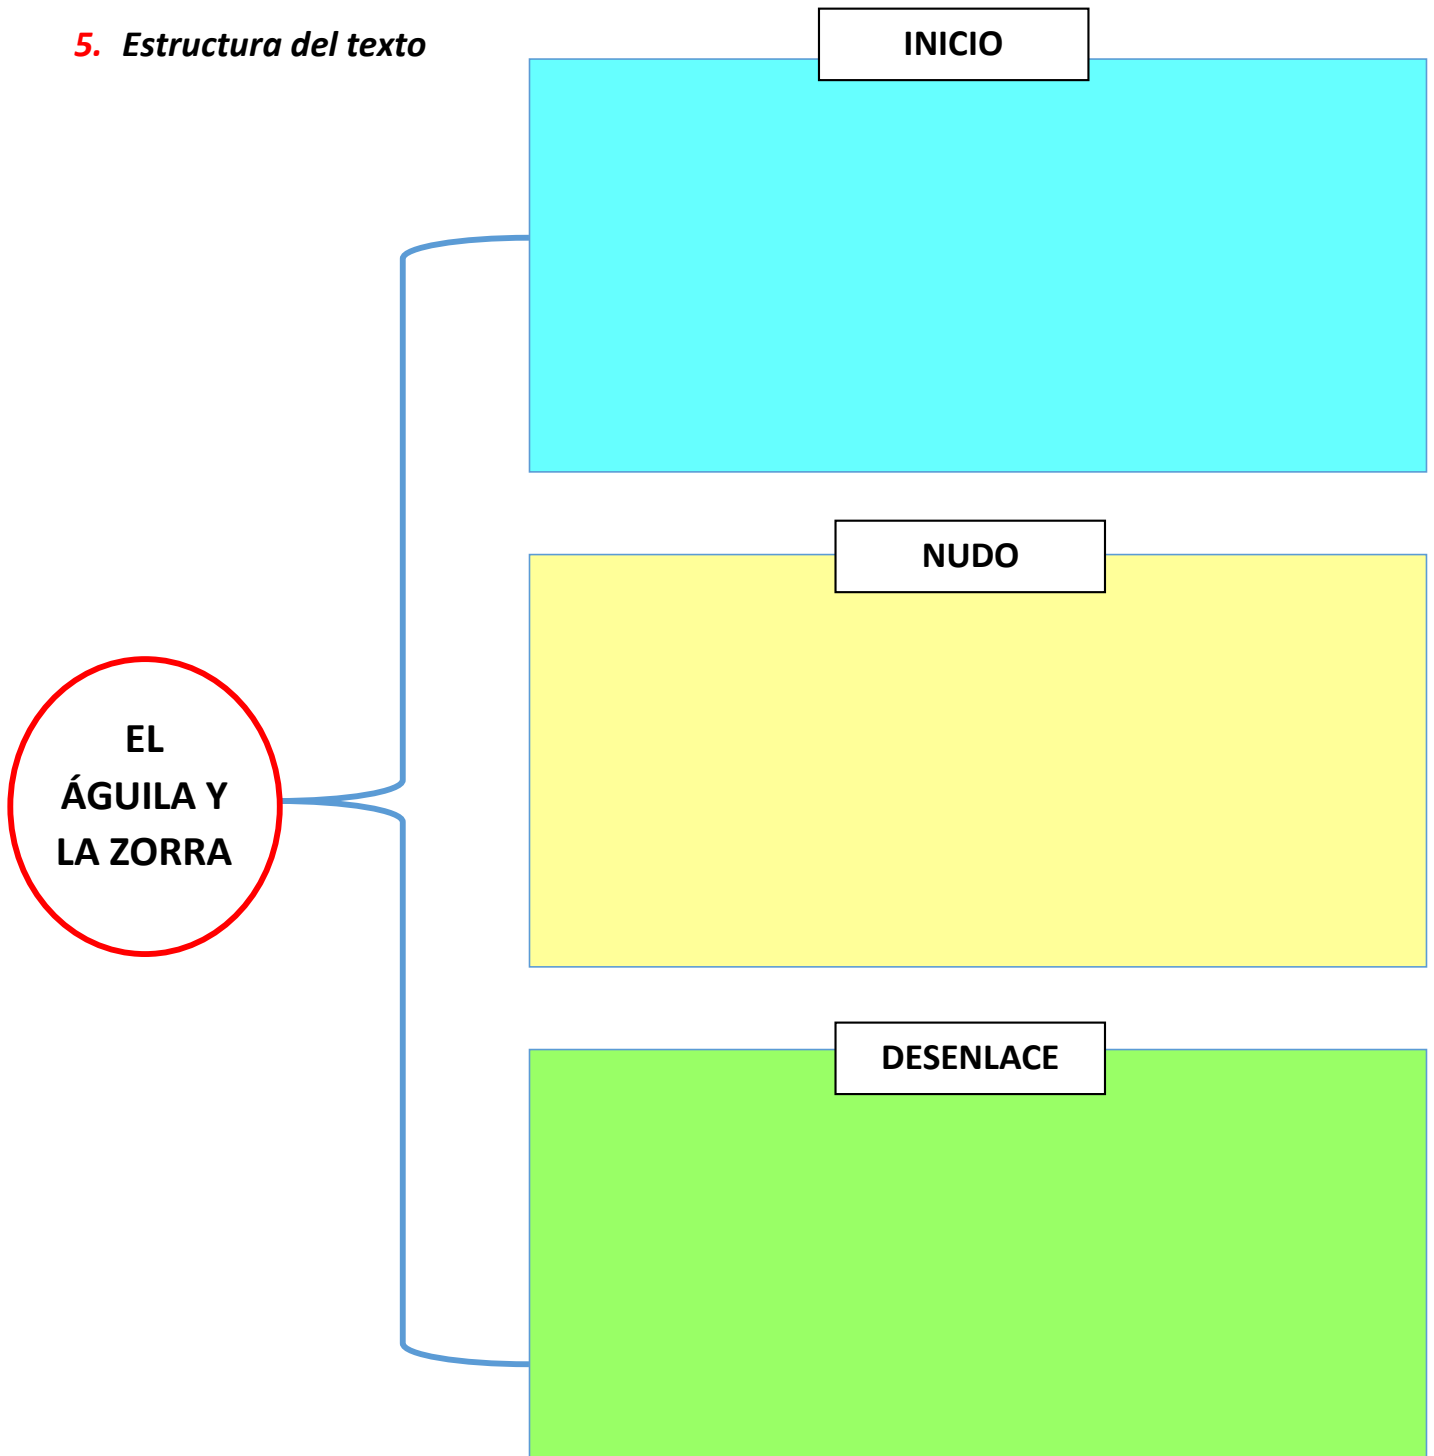 5. Estructura del texto
INICIO
NUDO
EL
ÁGUILA Y
LA ZORRA
DESENLACE